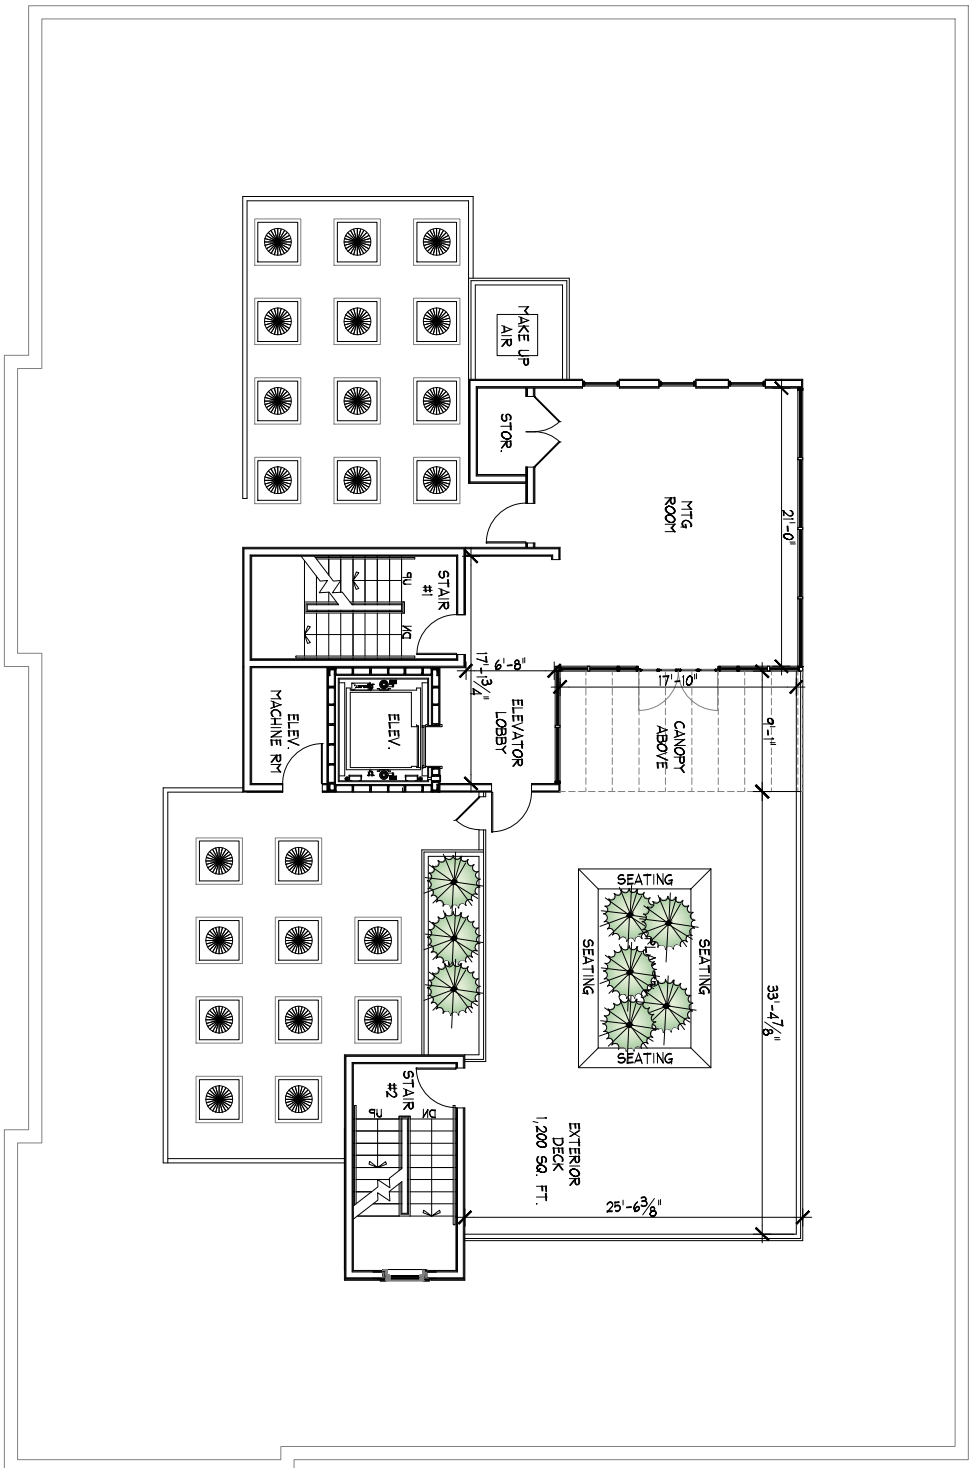 MAKE UP
AIR
STOR.
MTG
ROOM
21'-0"
STAIR
#1
UP
DN
17'-1 3/4"
6'-8"
17'-10"
ELEVATOR
LOBBY
CANOPY
ABOVE
9'-1"
ELEV.
MACHINE RM
ELEV.
SEATING
SEATING
SEATING
SEATING
33'-4 7/8"
STAIR
#2
UP
DN
EXTERIOR
DECK
1,200 SQ. FT.
25'-6 3/8"